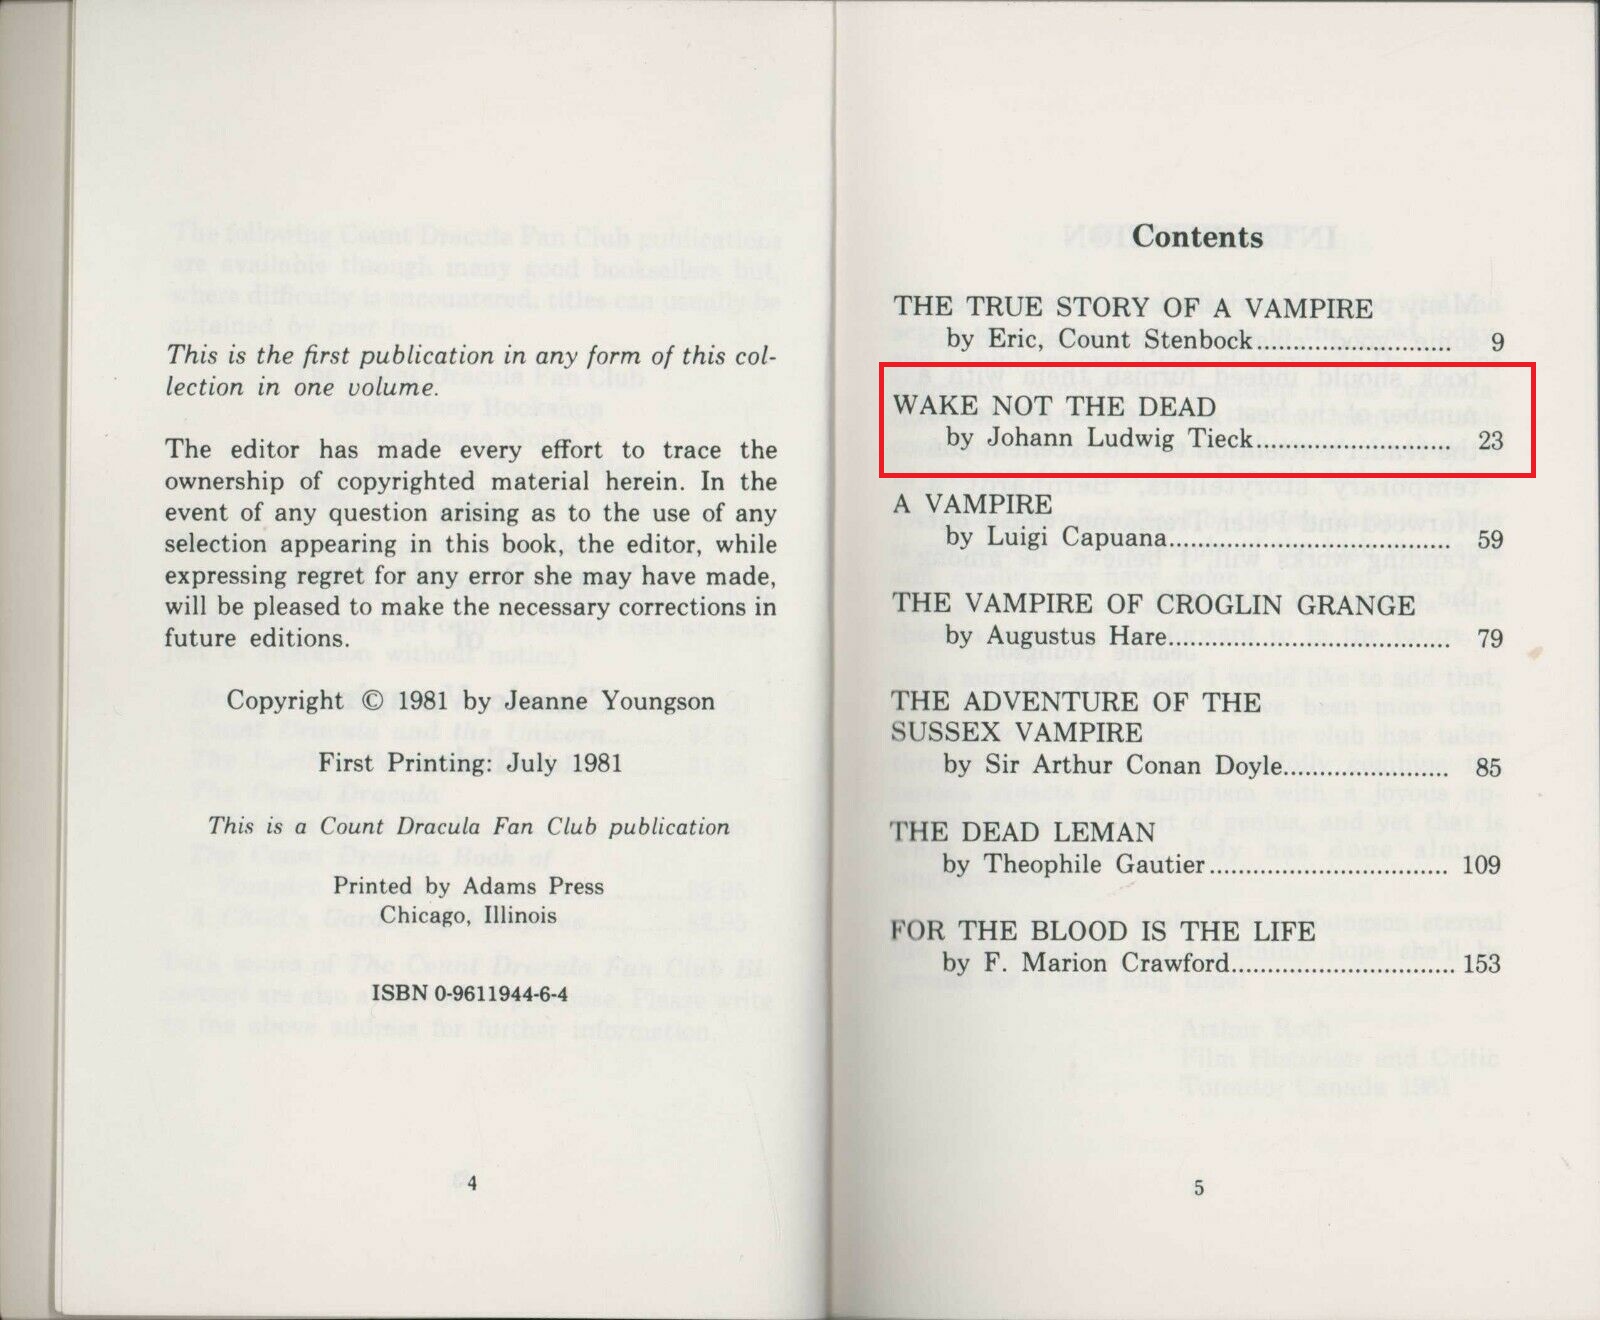 This is the first publication in any form of this col-
lection in one volume.
The editor has made every effort to trace the
ownership of copyrighted material herein. In the
event of any question arising as to the use of any
selection appearing in this book, the editor, while
expressing regret for any error she may have made,
will be pleased to make the necessary corrections in
future editions.
Copyright © 1981 by Jeanne Youngson
First Printing: July 1981
This is a Count Dracula Fan Club publication
Printed by Adams Press
Chicago, Illinois
ISBN 0-9611944-6-4
4
Contents
THE TRUE STORY OF A VAMPIRE
by Eric, Count Stenbock.......................... 9
WAKE NOT THE DEAD
by Johann Ludwig Tieck.......................... 23
A VAMPIRE
by Luigi Capuana..................................... 59
THE VAMPIRE OF CROGLIN GRANGE
by Augustus Hare..................................... 79
THE ADVENTURE OF THE
SUSSEX VAMPIRE
by Sir Arthur Conan Doyle...................... 85
THE DEAD LEMAN
by Theophile Gautier................................ 109
FOR THE BLOOD IS THE LIFE
by F. Marion Crawford.............................. 153
5